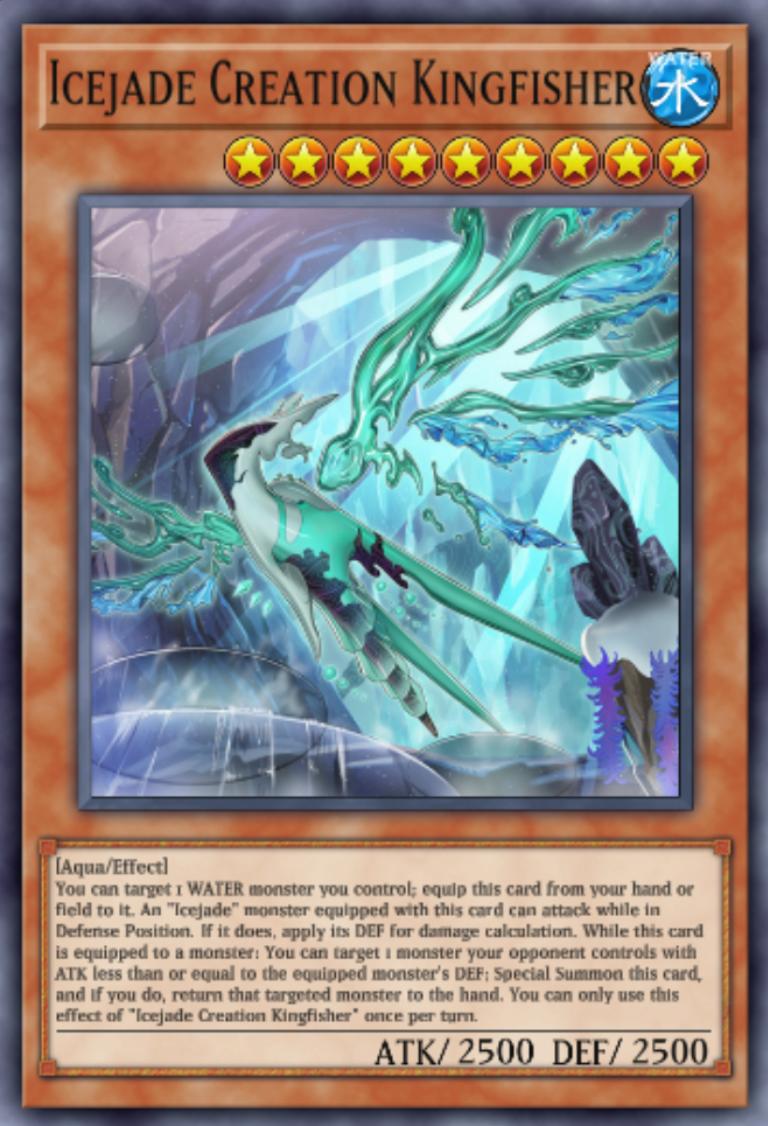 Icejade Creation Kingfisher
WATER
水
[Aqua/Effect]
You can target 1 WATER monster you control; equip this card from your hand or
field to it. An "Icejade" monster equipped with this card can attack while in
Defense Position. If it does, apply its DEF for damage calculation. While this card
is equipped to a monster: You can target 1 monster your opponent controls with
ATK less than or equal to the equipped monster's DEF; Special Summon this card,
and if you do, return that targeted monster to the hand. You can only use this
effect of "Icejade Creation Kingfisher" once per turn.
ATK/ 2500 DEF/ 2500